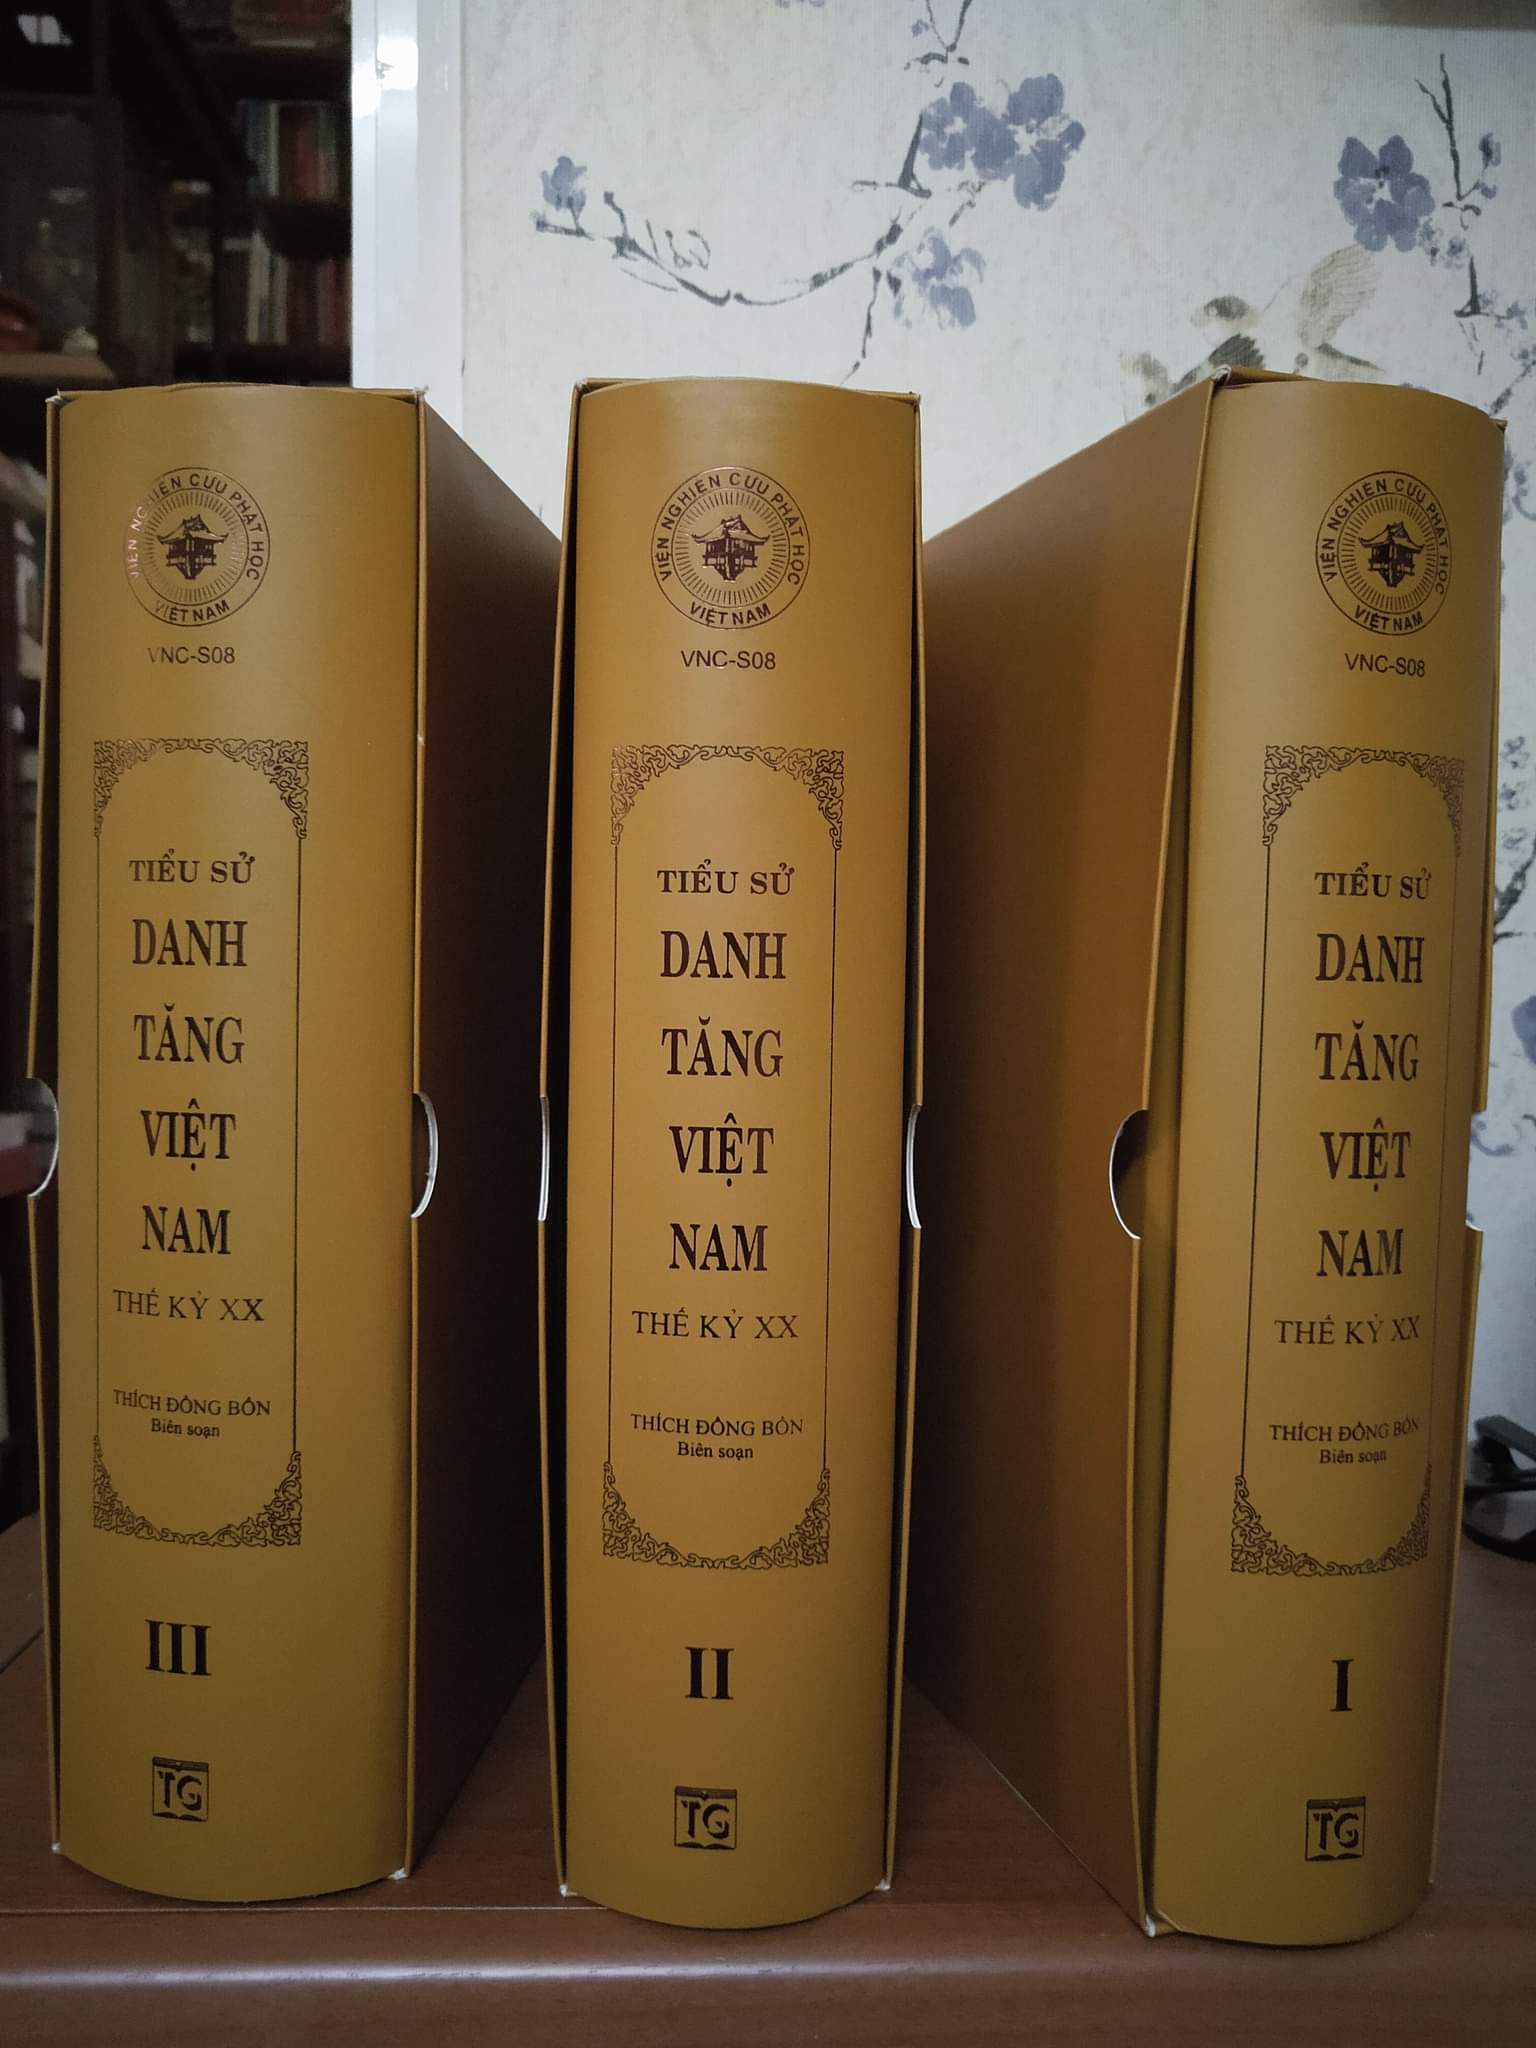 VIỆN NGHIÊN CỨU PHẬT HỌC
VIỆT NAM
VNC-S08
TIỂU SỬ
DANH
TĂNG
VIỆT
NAM
THẾ KỶ XX
THÍCH ĐỒNG BỔN
Biên soạn
III
TG
VIỆN NGHIÊN CỨU PHẬT HỌC
VIỆT NAM
VNC-S08
TIỂU SỬ
DANH
TĂNG
VIỆT
NAM
THẾ KỶ XX
THÍCH ĐỒNG BỔN
Biên soạn
II
TG
VIỆN NGHIÊN CỨU PHẬT HỌC
VIỆT NAM
VNC-S08
TIỂU SỬ
DANH
TĂNG
VIỆT
NAM
THẾ KỶ XX
THÍCH ĐỒNG BỔN
Biên soạn
I
TG